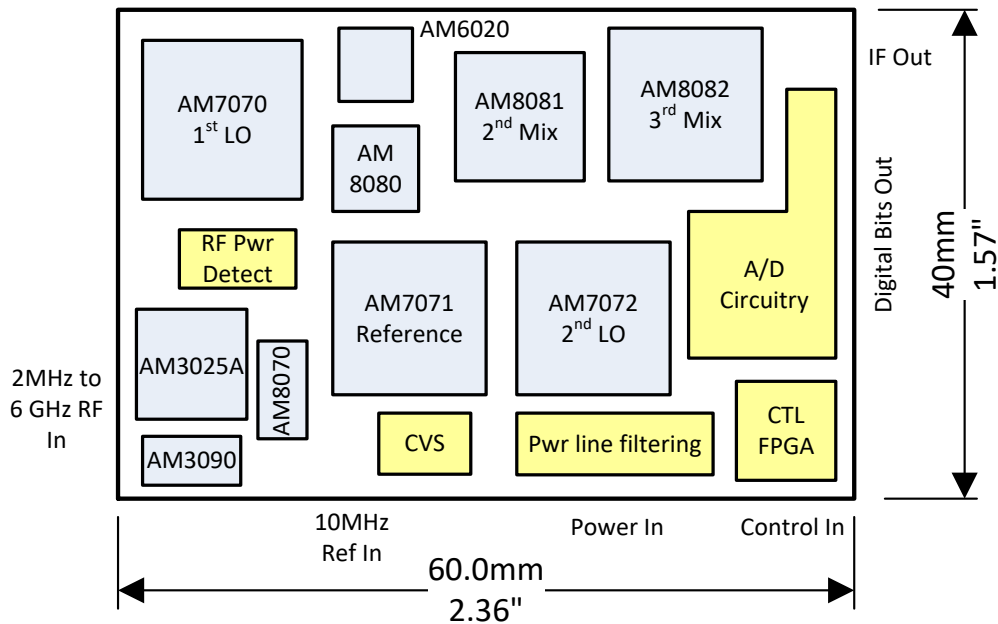 AM6020
IF Out
AM7070
1st LO
AM8081
2nd Mix
AM8082
3rd Mix
AM
8080
Digital Bits Out
40mm
1.57"
RF Pwr
Detect
A/D
Circuitry
AM7071
Reference
AM7072
2nd LO
AM3025A
AM8070
2MHz to
6 GHz RF
In
AM3090
CVS
Pwr line filtering
CTL
FPGA
10MHz
Ref In
Power In
Control In
60.0mm
2.36"